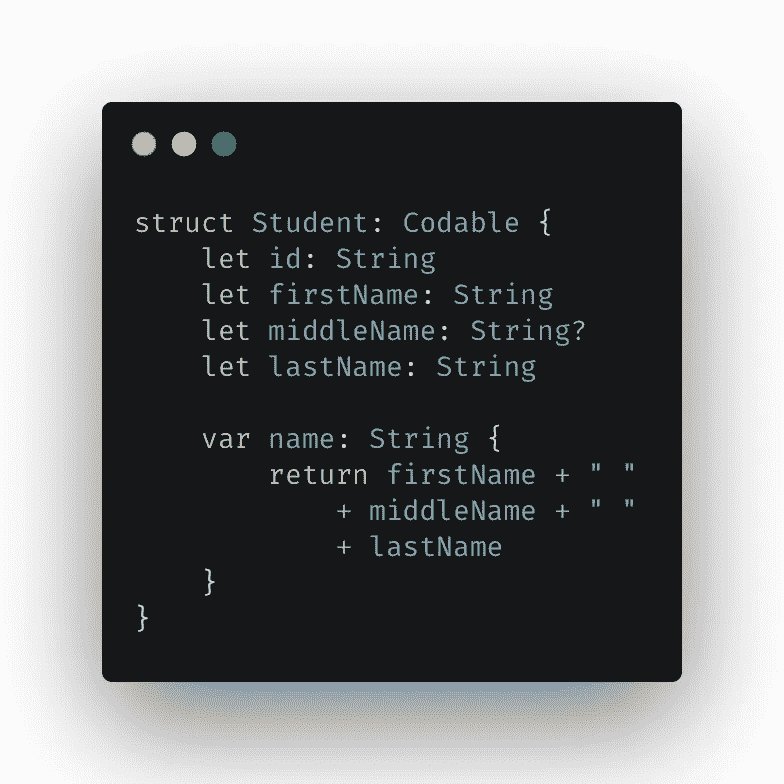 struct Student: Codable {
    let id: String
    let firstName: String
    let middleName: String?
    let lastName: String

    var name: String {
        return firstName + " "
            + middleName + " "
            + lastName
    }
}